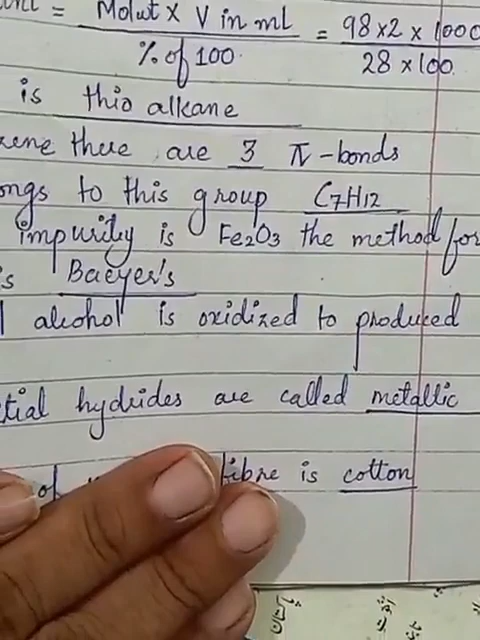 = Molwt x V in ml / % of 100 = 98 x 2 x 1000 / 28 x 100
is thio alkane
there are 3 π-bonds
to this group C7H12
impurity is Fe2O3 the method for
Baeyer's
alcohol is oxidized to produced
hydrides are called metallic
of fibre is cotton